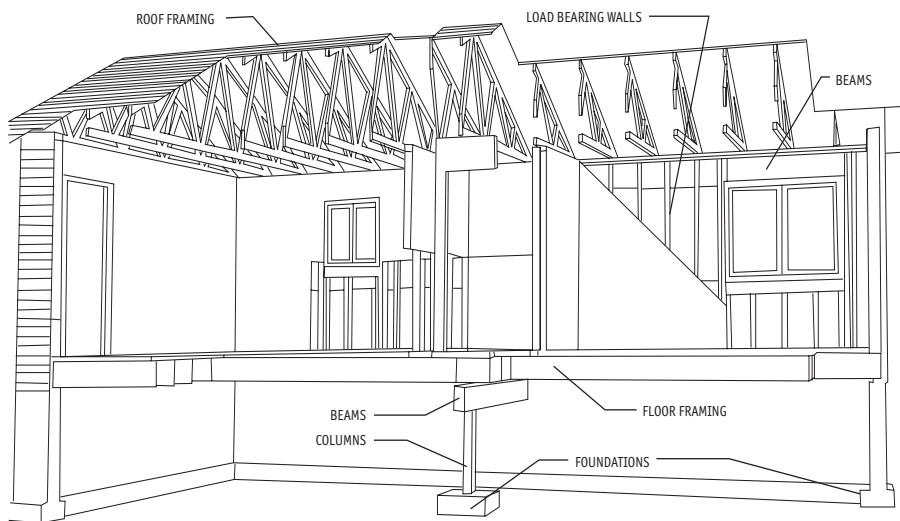 ROOF FRAMING
LOAD BEARING WALLS
BEAMS
BEAMS
FLOOR FRAMING
COLUMNS
FOUNDATIONS